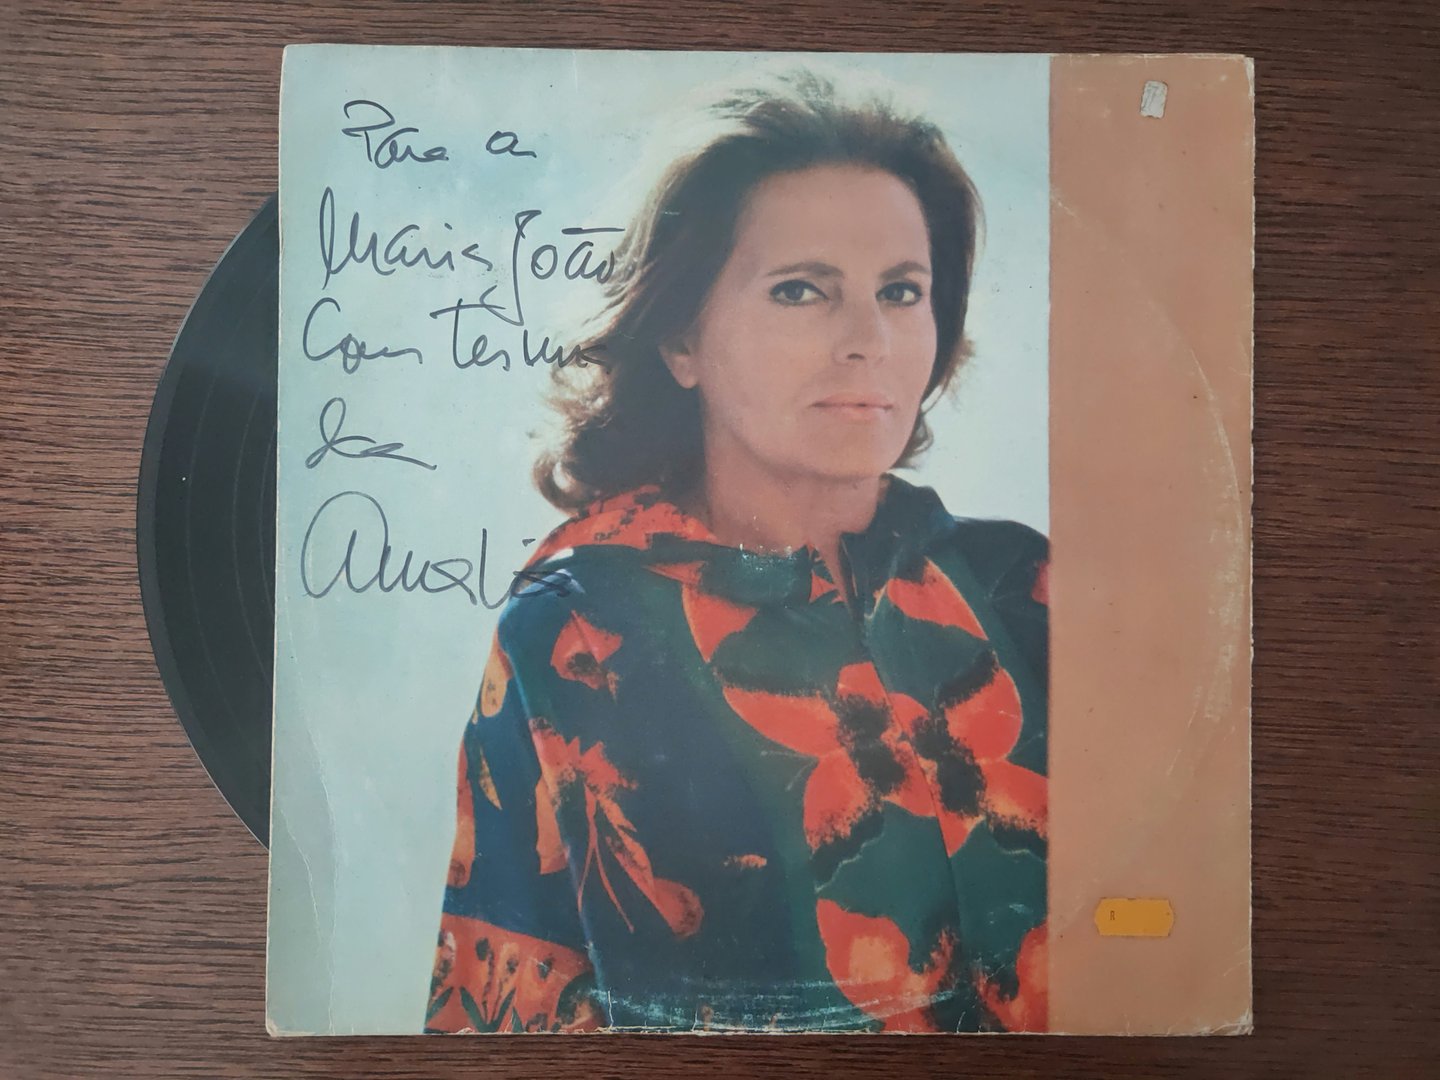 Para a
Maria João
Com ternura
da
Amália
R